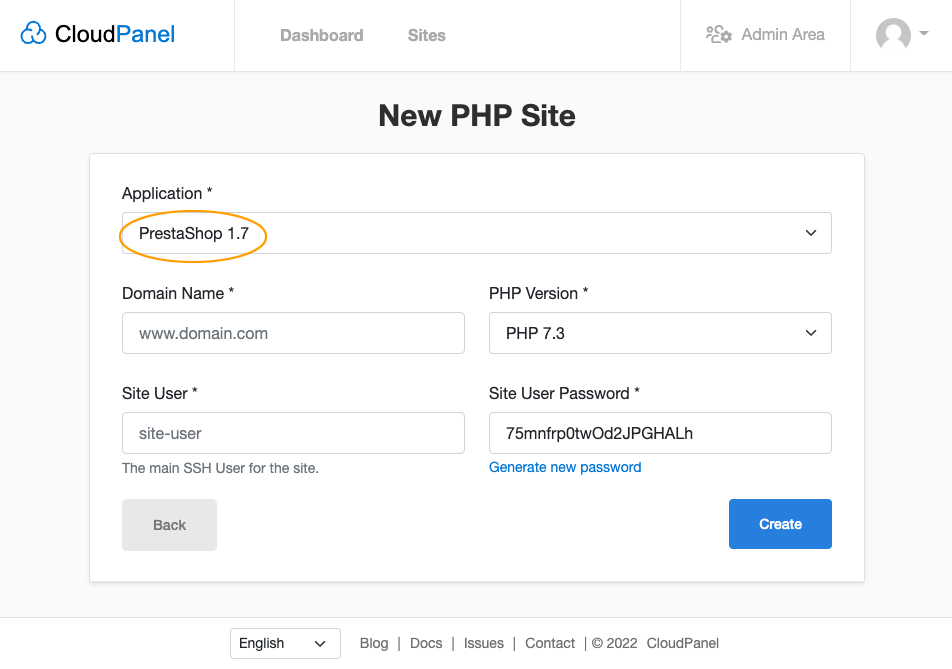 CloudPanel
Dashboard Sites Admin Area
New PHP Site
Application *
PrestaShop 1.7
Domain Name * PHP Version *
www.domain.com PHP 7.3
Site User * Site User Password *
site-user 75mnfrp0twOd2JPGHALh
The main SSH User for the site. Generate new password
Back Create
English Blog | Docs | Issues | Contact | © 2022 CloudPanel